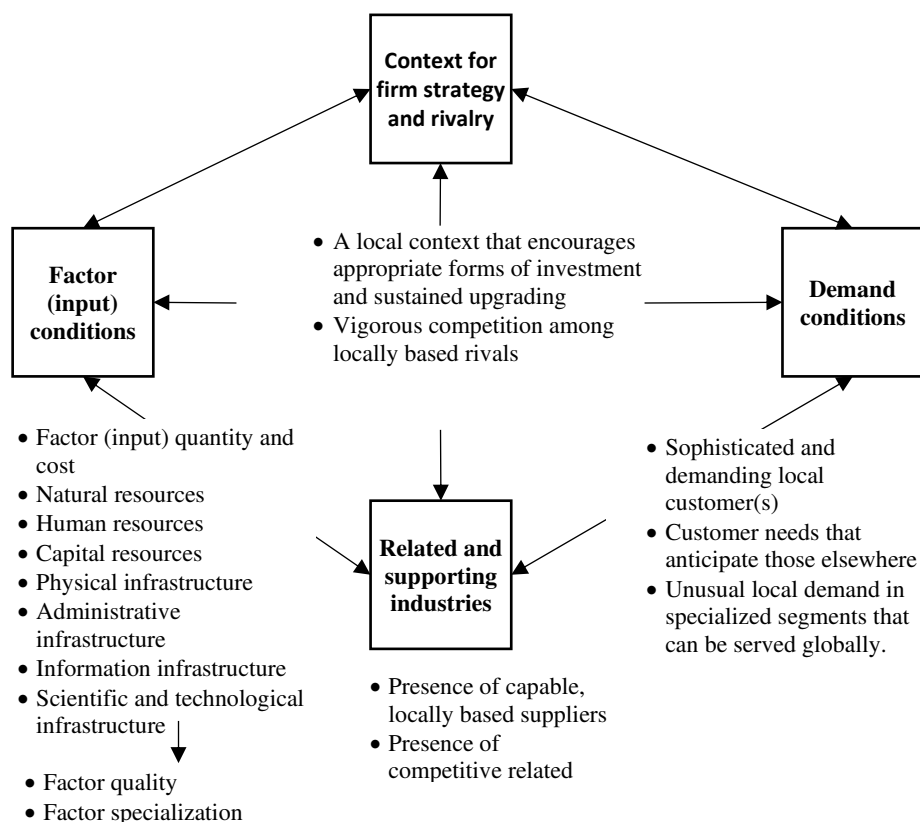 Context for
firm strategy
and rivalry
• A local context that encourages
appropriate forms of investment
and sustained upgrading
• Vigorous competition among
locally based rivals
Factor
(input)
conditions
Demand
conditions
• Factor (input) quantity and
cost
• Natural resources
• Human resources
• Capital resources
• Physical infrastructure
• Administrative
infrastructure
• Information infrastructure
• Scientific and technological
infrastructure
• Factor quality
• Factor specialization
Related and
supporting
industries
• Presence of capable,
locally based suppliers
• Presence of
competitive related
• Sophisticated and
demanding local
customer(s)
• Customer needs that
anticipate those elsewhere
• Unusual local demand in
specialized segments that
can be served globally.